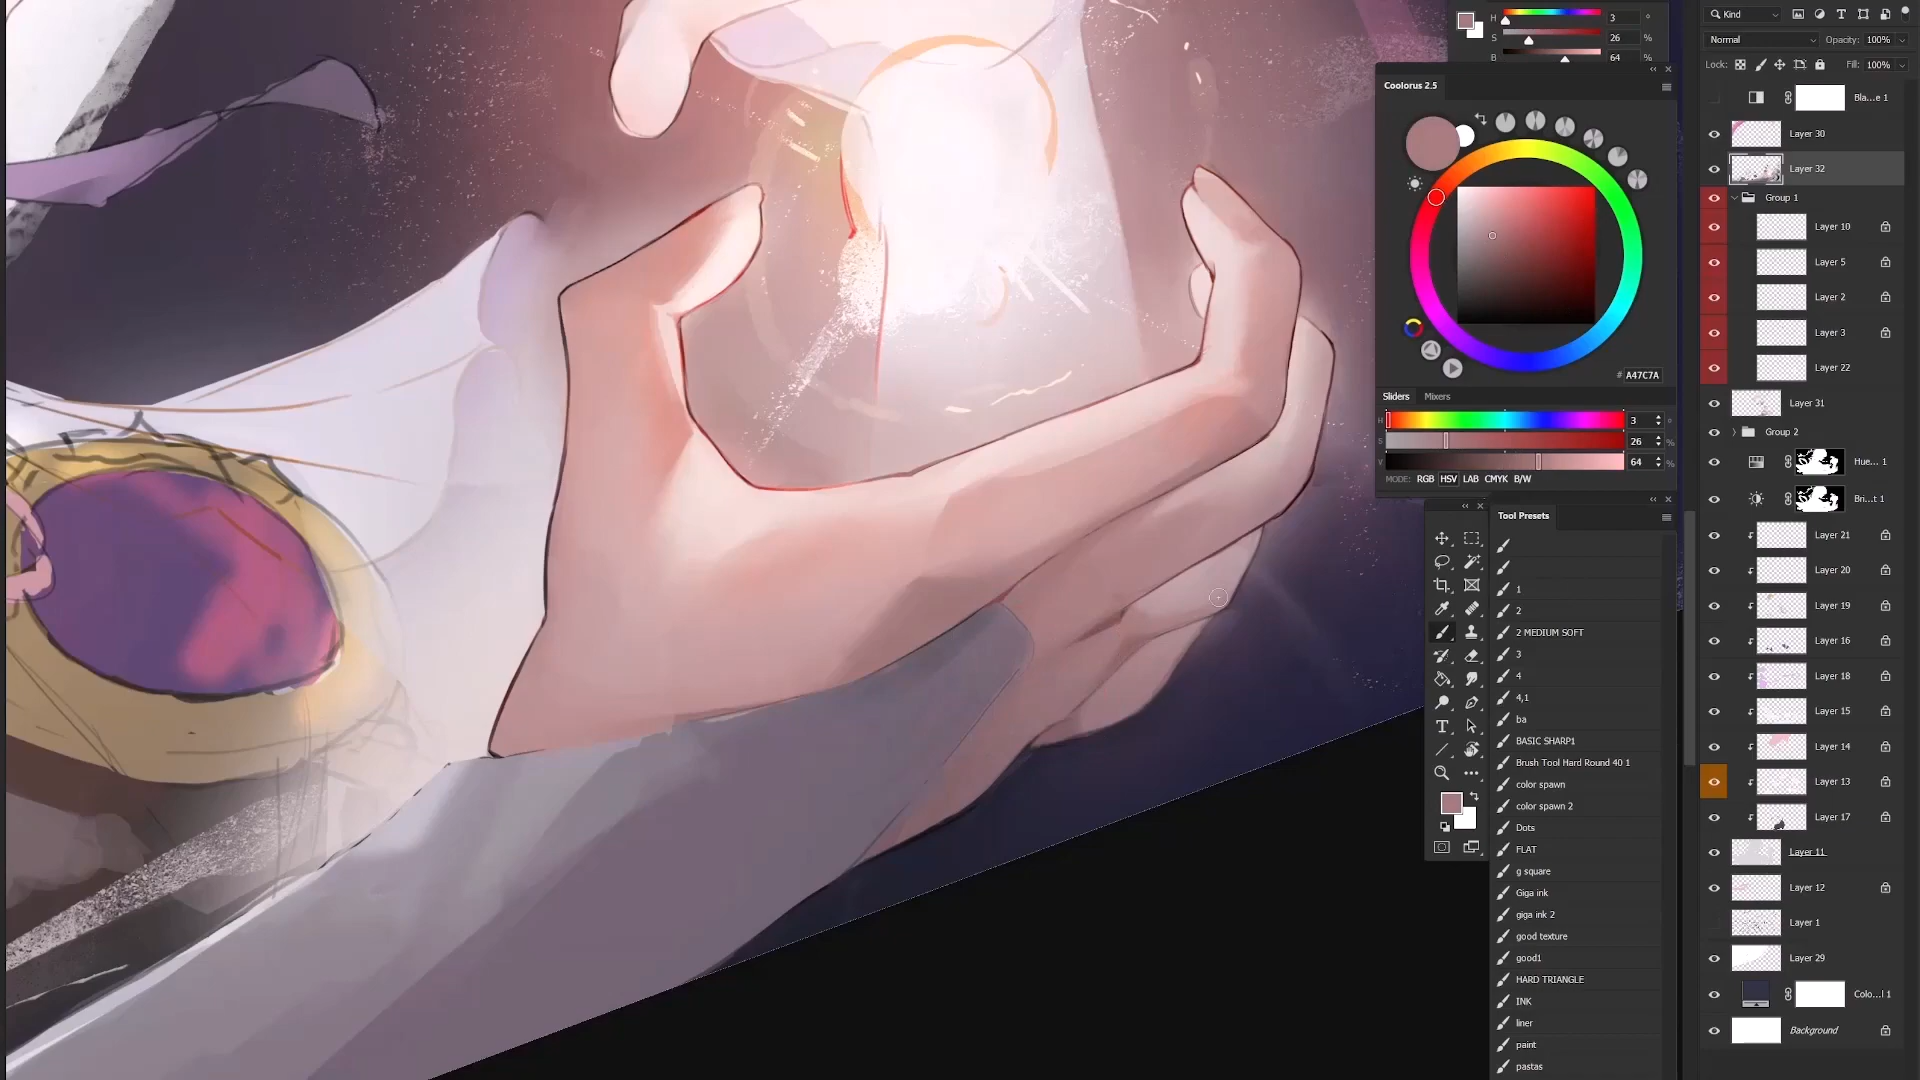 H 3 °
S 26 %
B 64 %
Coolorus 2.5
# A47C7A
Sliders Mixers
H 3 °
S 26 %
V 64 %
MODE: RGB HSV LAB CMYK B/W
Tool Presets
1
2
2 MEDIUM SOFT
3
4
4,1
ba
BASIC SHARP1
Brush Tool Hard Round 40 1
color spawn
color spawn 2
Dots
FLAT
g square
Giga ink
giga ink 2
good texture
good1
HARD TRIANGLE
INK
liner
paint
pastas
Kind
Normal Opacity: 100%
Lock: Fill: 100%
Bla...e 1
Layer 30
Layer 32
Group 1
Layer 10
Layer 5
Layer 2
Layer 3
Layer 22
Layer 31
Group 2
Hue... 1
Bri...t 1
Layer 21
Layer 20
Layer 19
Layer 16
Layer 18
Layer 15
Layer 14
Layer 13
Layer 17
Layer 11
Layer 12
Layer 1
Layer 29
Colo...l 1
Background